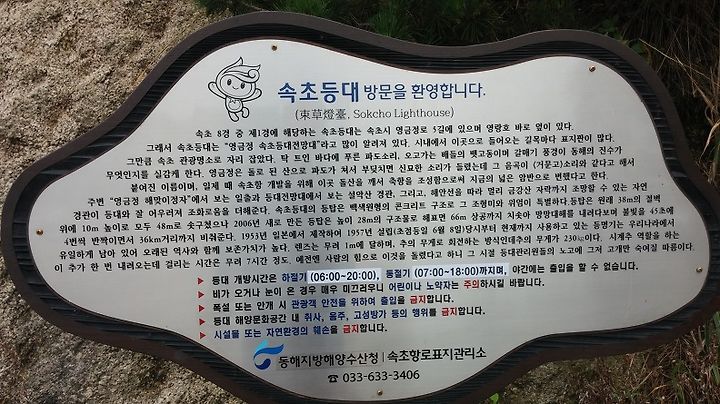 속초등대 방문을 환영합니다.
(束草燈臺, Sokcho Lighthouse)
속초 8경 중 제1경에 해당하는 속초등대는 속초시 영금정로 5길에 있으며 영랑호 바로 옆이 있다.
그래서 속초등대는 "영금정 속초등대전망대"라고 많이 알려져 있다. 시내에서 이곳으로 들어오는 길목마다 표지판이 많다.
그만큼 속초 관광명소로 자리 잡았다. 탁 트인 바다에 푸른 파도소리, 오고가는 배들의 뱃고동이며 갈매기 풍경이 동해의 진수가
무엇인지를 실감케 한다. 영금정은 돌로 된 산으로 파도가 쳐서 부딪치면 신묘한 소리가 들렸는데 그 음곡이 (거문고)소리와 같다고 해서
붙어진 이름이며, 일제 때 속초항 개발을 위해 이곳 돌산을 깨서 축항을 조성함으로써 지금의 넓은 암반으로 변했다고 한다.
주변 "영금정 해맞이정자"에서 보는 일출과 등대전망대에서 보는 설악산 경관, 그리고, 해안선을 따라 멀리 금강산 자락까지 조망할 수 있는 자연
경관이 등대와 잘 어우러져 조화로움을 더해준다. 속초등대의 등탑은 백색원형의 콘크리트 구조로 그 조형미와 위엄이 특별하다.등탑은 원래 38m의 절벽
위에 10m 높이로 모두 48m로 솟구쳤으나 2006년 새로 만든 등탑은 높이 28m의 구조물로 해표면 66m 상공까지 치솟아 망망대해를 내려다보며 불빛을 45초에
4번씩 반짝이면서 36km거리까지 비춰준다. 1953년 일본에서 제작하여 1957년 설립(초점등일 6월 8일)당시부터 현재까지 사용하고 있는 등명기는 우리나라에서
유일하게 남아 있어 오래된 역사와 함께 보존가치가 높다. 렌즈는 무려 1m에 달하며, 추의 무게로 회전하는 방식인데추의 무게가 230㎏이다. 시계추 역할을 하는
이 추가 한 번 내려오는데 걸리는 시간은 무려 7시간 정도. 예전엔 사람의 힘으로 이것을 돌렸다고 하니 그 시절 등대관리원들의 노고에 그저 고개만 숙여질 따름이다.
▶ 등대 개방시간은 하절기 (06:00~20:00), 동절기 (07:00~18:00)까지며, 야간에는 출입을 할 수 없습니다.
▶ 비가 오거나 눈이 온 경우 매우 미끄러우니 어린이나 노약자는 주의하시길 바랍니다.
▶ 폭설 또는 안개 시 관광객 안전을 위하여 출입을 금지합니다.
▶ 등대 해양문화공간 내 취사, 음주, 고성방가 등의 행위를 금지합니다.
▶ 시설물 또는 자연환경의 훼손을 금지합니다.
동해지방해양수산청 | 속초항로표지관리소
☎ 033-633-3406